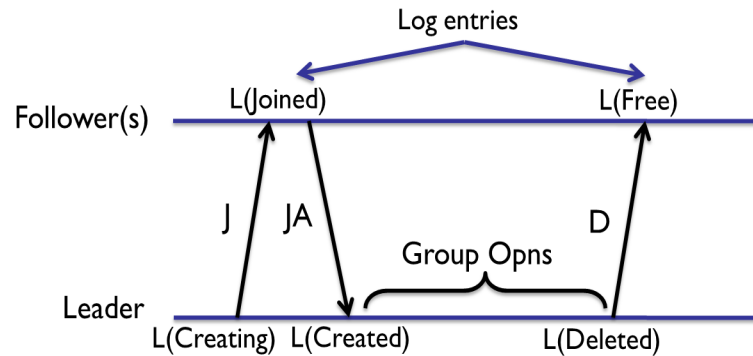 Log entries
L(Joined)
L(Free)
Follower(s)
J
JA
D
Group Opns
Leader
L(Creating)
L(Created)
L(Deleted)